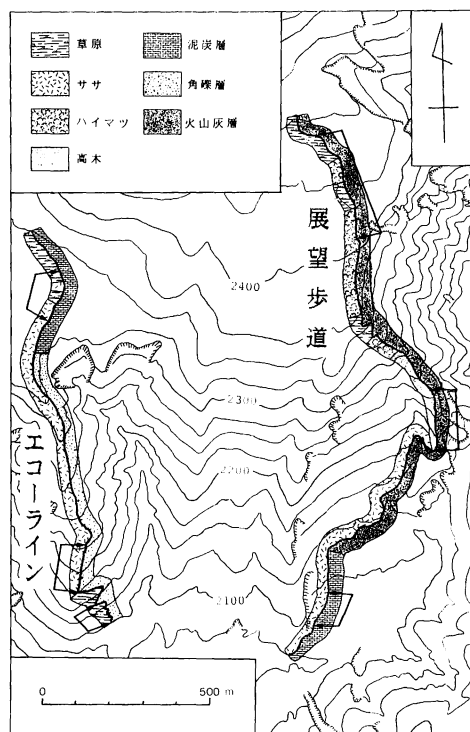 草原
ササ
ハイマツ
高木
泥炭層
角礫層
火山灰層
展望歩道
エコーライン
2400
2300
2200
2100
0 500 m